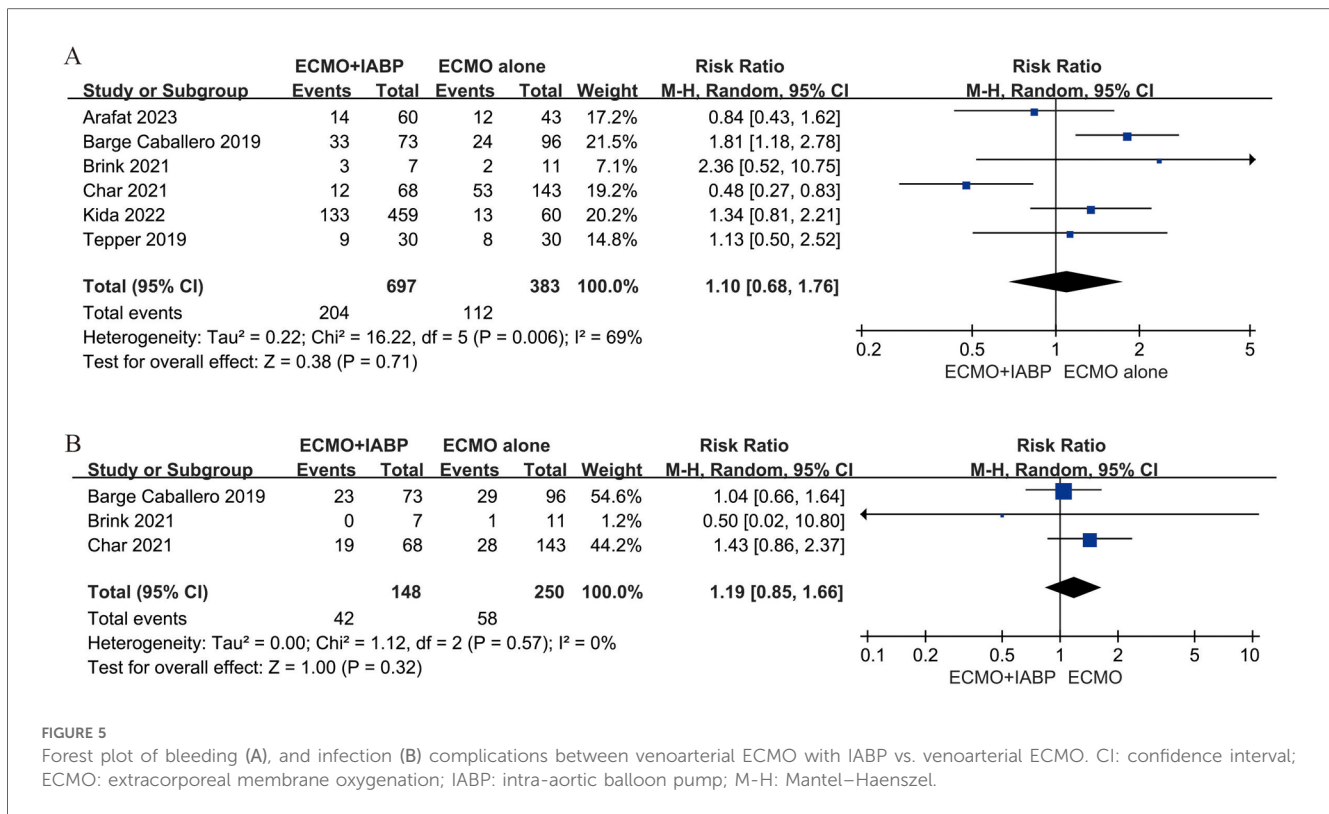 A
ECMO+IABP ECMO alone Risk Ratio Risk Ratio
Study or Subgroup Events Total Events Total Weight M-H, Random, 95% CI M-H, Random, 95% CI
Arafat 2023 14 60 12 43 17.2% 0.84 [0.43, 1.62]
Barge Caballero 2019 33 73 24 96 21.5% 1.81 [1.18, 2.78]
Brink 2021 3 7 2 11 7.1% 2.36 [0.52, 10.75]
Char 2021 12 68 53 143 19.2% 0.48 [0.27, 0.83]
Kida 2022 133 459 13 60 20.2% 1.34 [0.81, 2.21]
Tepper 2019 9 30 8 30 14.8% 1.13 [0.50, 2.52]
Total (95% CI) 697 383 100.0% 1.10 [0.68, 1.76]
Total events 204 112
Heterogeneity: Tau² = 0.22; Chi² = 16.22, df = 5 (P = 0.006); I² = 69%
Test for overall effect: Z = 0.38 (P = 0.71)
0.2 0.5 1 2 5
ECMO+IABP ECMO alone
B
ECMO+IABP ECMO alone Risk Ratio Risk Ratio
Study or Subgroup Events Total Events Total Weight M-H, Random, 95% CI M-H, Random, 95% CI
Barge Caballero 2019 23 73 29 96 54.6% 1.04 [0.66, 1.64]
Brink 2021 0 7 1 11 1.2% 0.50 [0.02, 10.80]
Char 2021 19 68 28 143 44.2% 1.43 [0.86, 2.37]
Total (95% CI) 148 250 100.0% 1.19 [0.85, 1.66]
Total events 42 58
Heterogeneity: Tau² = 0.00; Chi² = 1.12, df = 2 (P = 0.57); I² = 0%
Test for overall effect: Z = 1.00 (P = 0.32)
0.1 0.2 0.5 1 2 5 10
ECMO+IABP ECMO
FIGURE 5
Forest plot of bleeding (A), and infection (B) complications between venoarterial ECMO with IABP vs. venoarterial ECMO. CI: confidence interval;
ECMO: extracorporeal membrane oxygenation; IABP: intra-aortic balloon pump; M-H: Mantel–Haenszel.